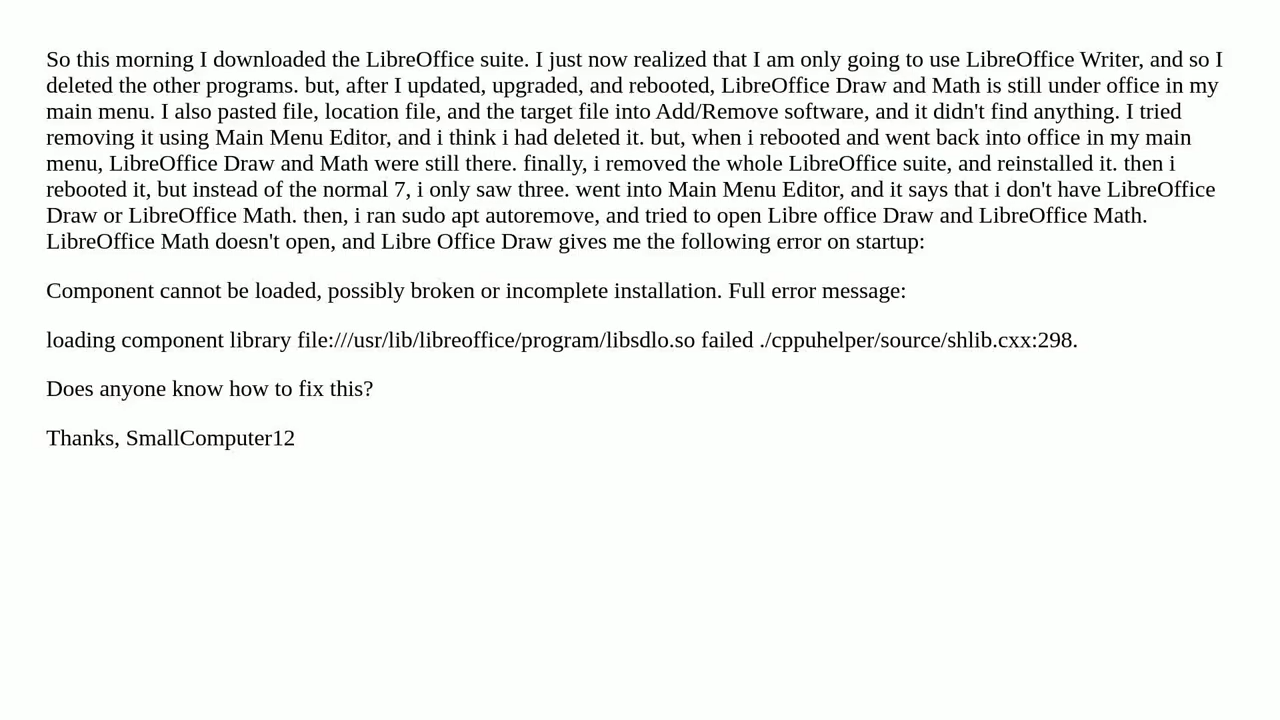 So this morning I downloaded the LibreOffice suite. I just now realized that I am only going to use LibreOffice Writer, and so I
deleted the other programs. but, after I updated, upgraded, and rebooted, LibreOffice Draw and Math is still under office in my
main menu. I also pasted file, location file, and the target file into Add/Remove software, and it didn't find anything. I tried
removing it using Main Menu Editor, and i think i had deleted it. but, when i rebooted and went back into office in my main
menu, LibreOffice Draw and Math were still there. finally, i removed the whole LibreOffice suite, and reinstalled it. then i
rebooted it, but instead of the normal 7, i only saw three. went into Main Menu Editor, and it says that i don't have LibreOffice
Draw or LibreOffice Math. then, i ran sudo apt autoremove, and tried to open Libre office Draw and LibreOffice Math.
LibreOffice Math doesn't open, and Libre Office Draw gives me the following error on startup:
Component cannot be loaded, possibly broken or incomplete installation. Full error message:
loading component library file:///usr/lib/libreoffice/program/libsdlo.so failed ./cppuhelper/source/shlib.cxx:298.
Does anyone know how to fix this?
Thanks, SmallComputer12